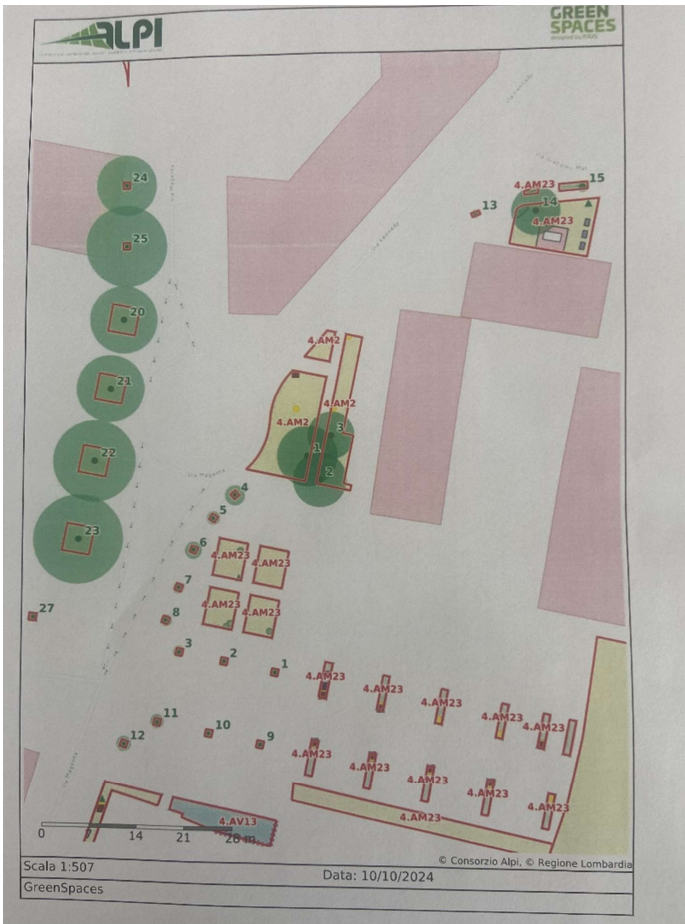 ALPI
GREEN
SPACES
24
15
4.AM23
14
13
4.AM23
25
20
4.AM2
21
4.AM2
4.AM2
3
1
22
2
4
5
23
6
4.AM23
4.AM23
7
4.AM23
4.AM23
27
8
3
2
1
4.AM23
4.AM23
4.AM23
4.AM23
4.AM23
11
10
9
12
4.AM23
4.AM23
4.AM23
4.AM23
4.AM23
4.AM23
4.AV13
0 7 14 21 28 m
© Consorzio Alpi, © Regione Lombardia
Scala 1:507
Data: 10/10/2024
GreenSpaces